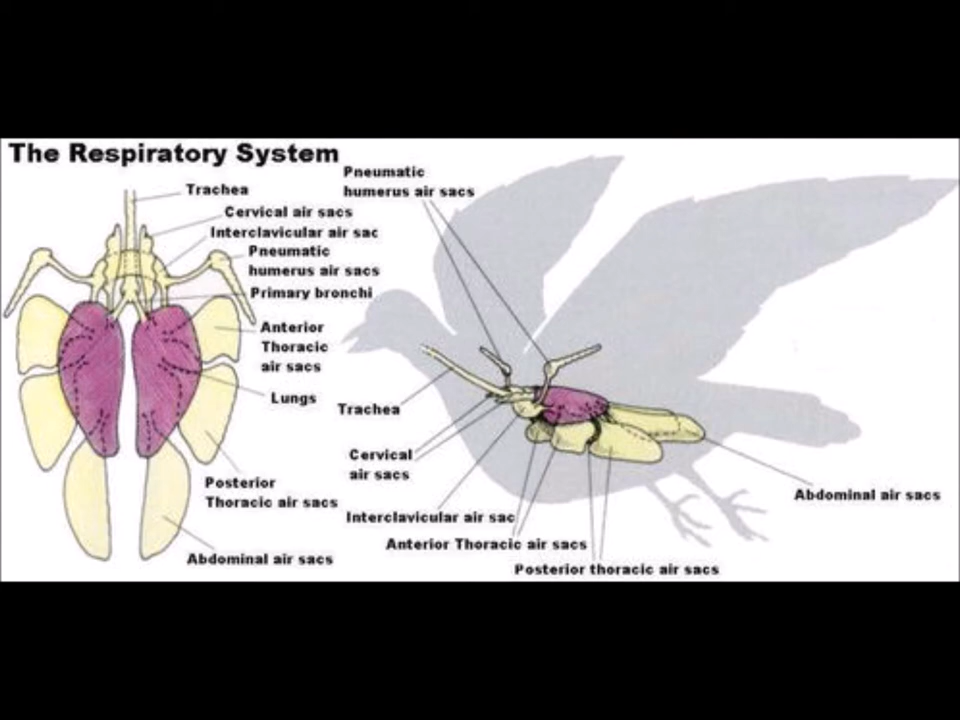 The Respiratory System
Trachea
Cervical air sacs
Interclavicular air sac
Pneumatic
humerus air sacs
Primary bronchi
Anterior
Thoracic
air sacs
Lungs
Posterior
Thoracic air sacs
Abdominal air sacs
Pneumatic
humerus air sacs
Trachea
Cervical
air sacs
Interclavicular air sac
Anterior Thoracic air sacs
Posterior thoracic air sacs
Abdominal air sacs